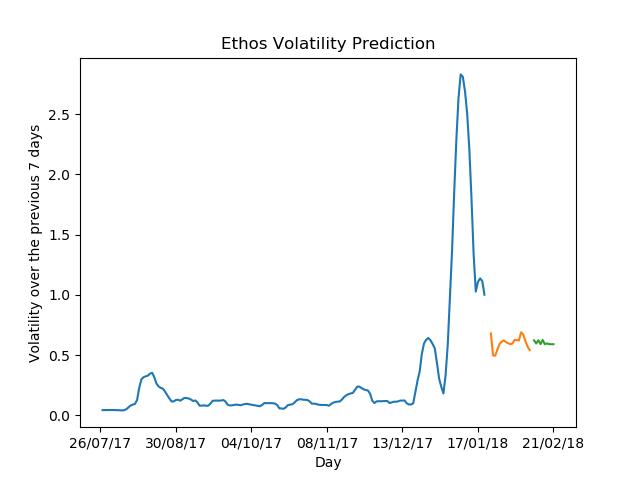 Ethos Volatility Prediction
Volatility over the previous 7 days
2.5
2.0
1.5
1.0
0.5
0.0
26/07/17 30/08/17 04/10/17 08/11/17 13/12/17 17/01/18 21/02/18
Day